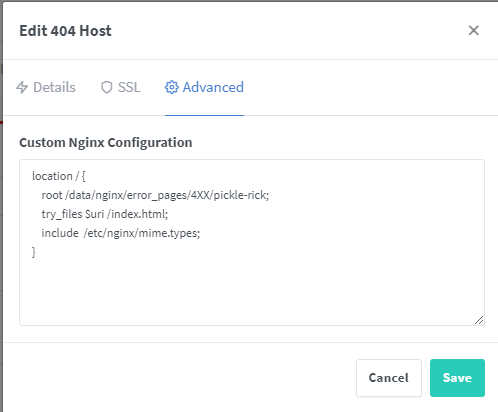 Edit 404 Host
Details
SSL
Advanced
Custom Nginx Configuration
location / {
root /data/nginx/error_pages/4XX/pickle-rick;
try_files $uri /index.html;
include  /etc/nginx/mime.types;
}
Cancel
Save